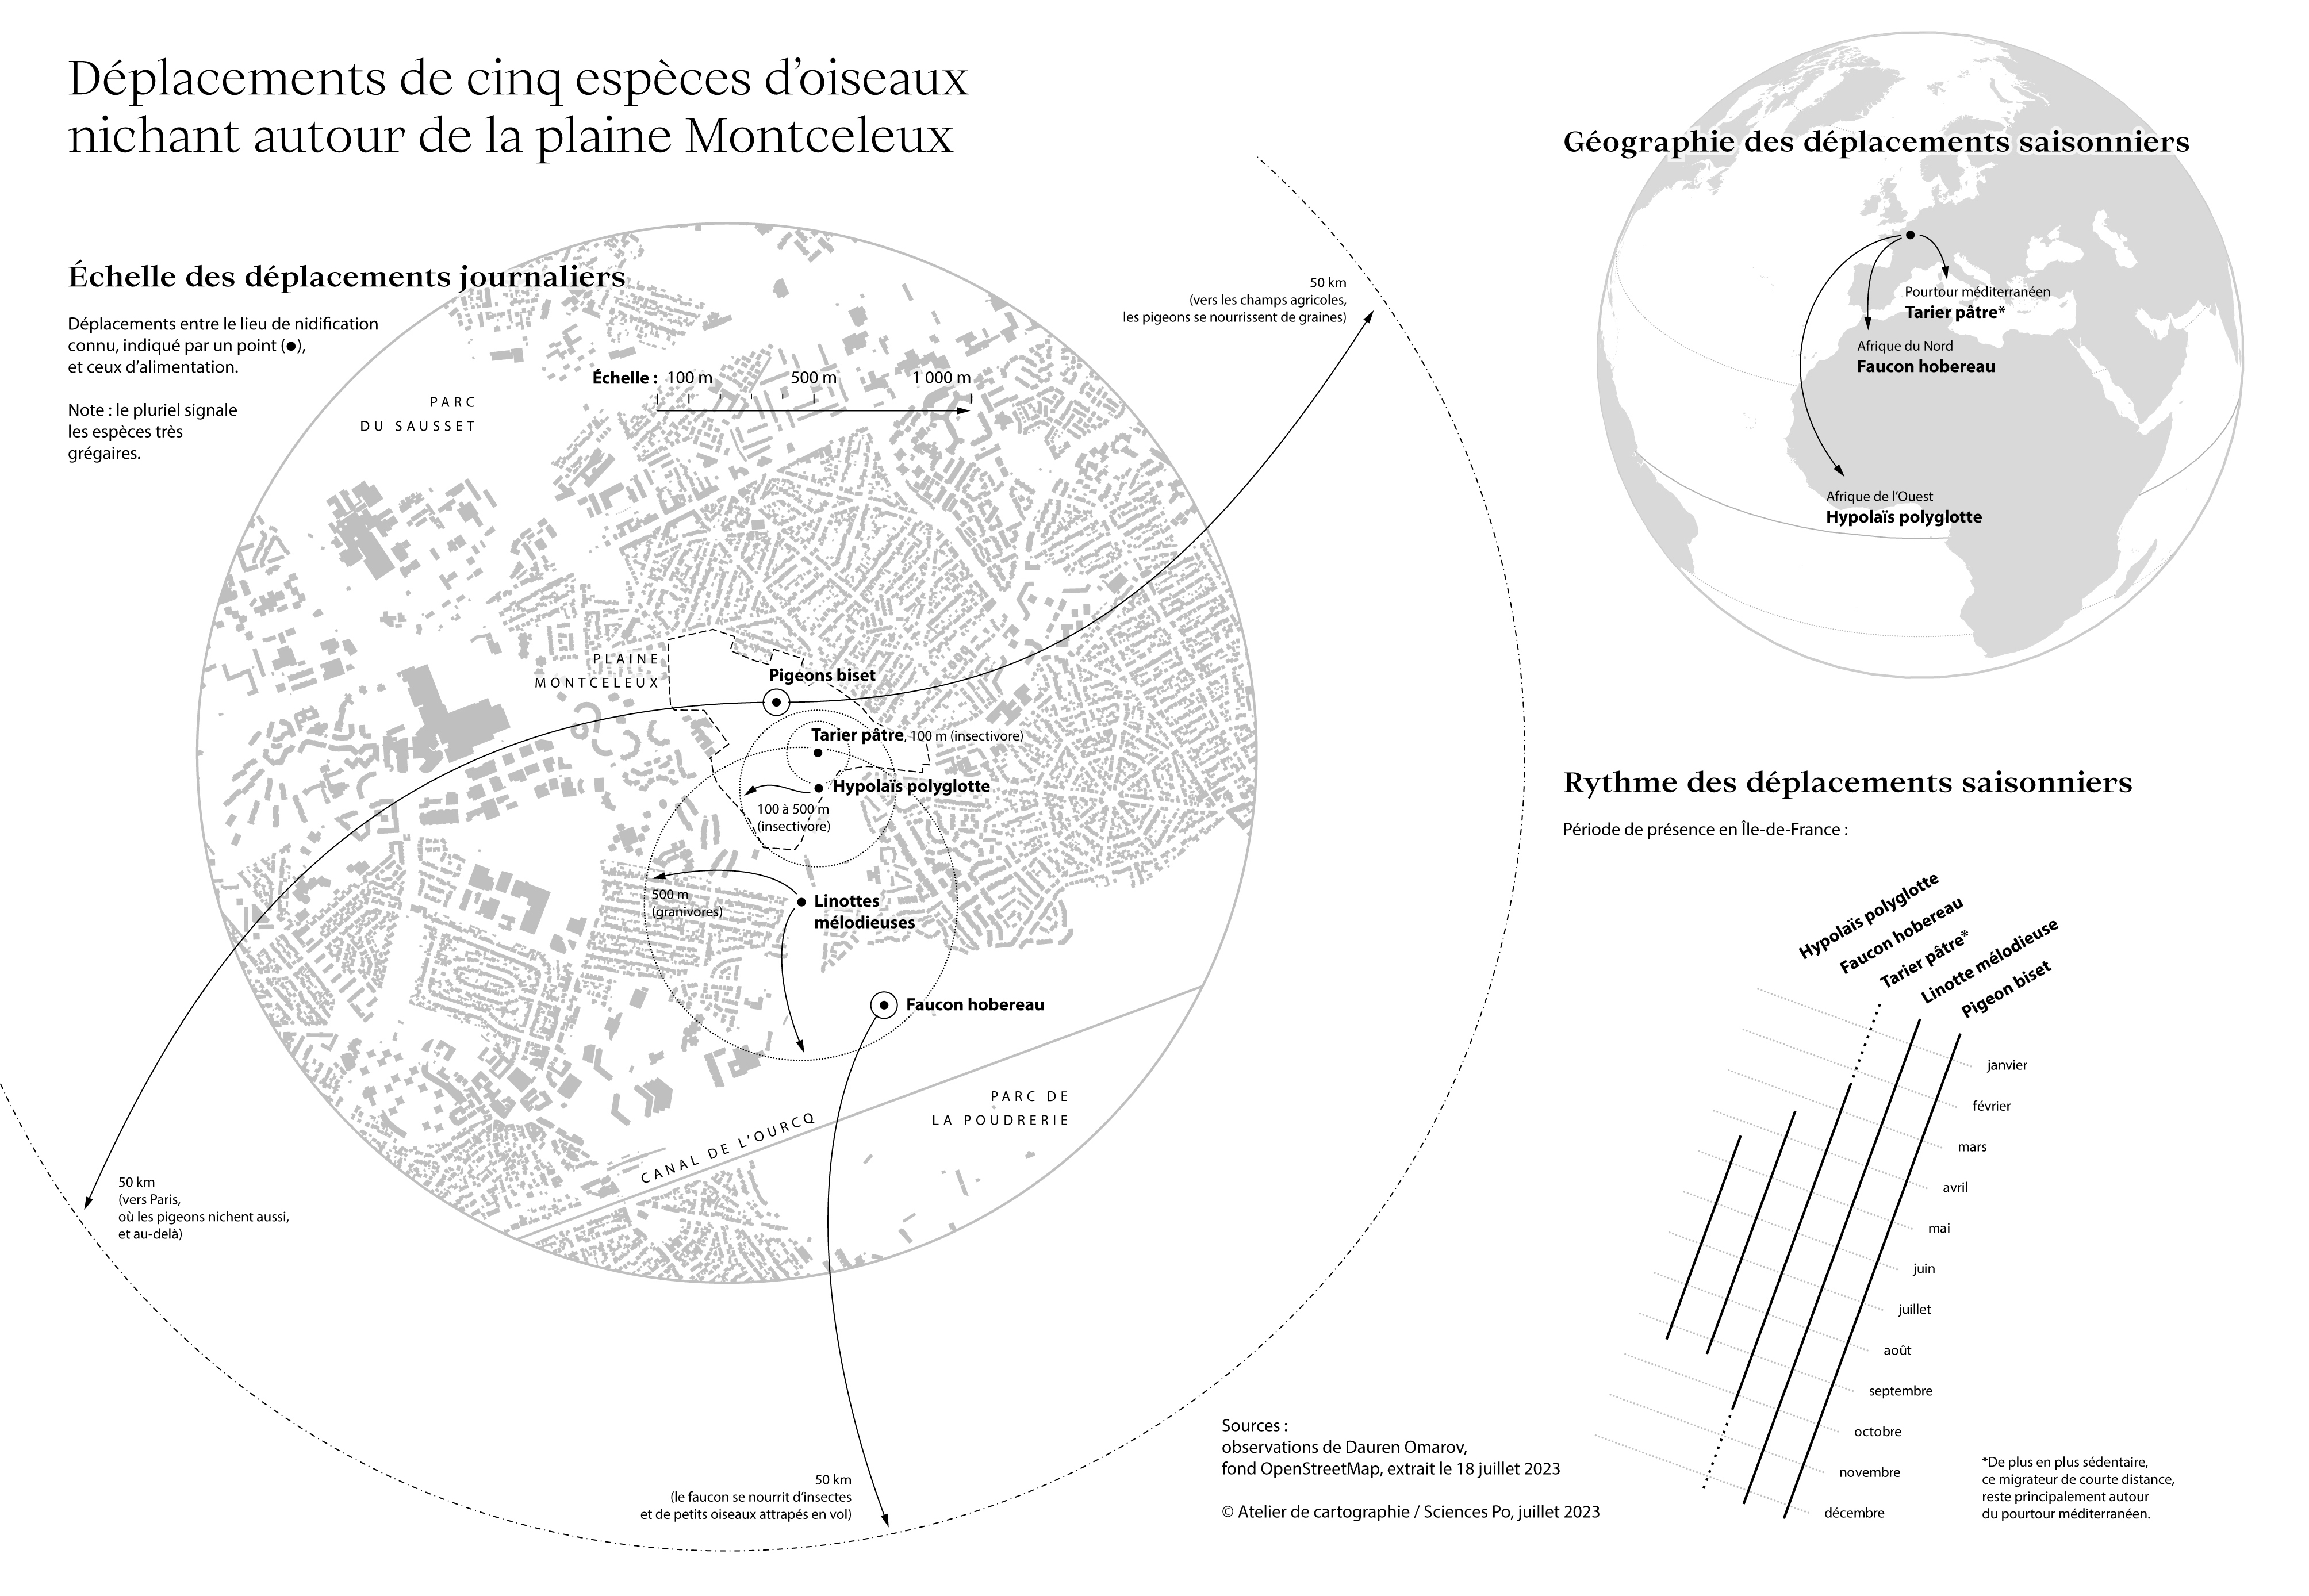 Déplacements de cinq espèces d’oiseaux
nichant autour de la plaine Montceleux
Échelle des déplacements journaliers
Déplacements entre le lieu de nidification
connu, indiqué par un point (●),
et ceux d’alimentation.
Note : le pluriel signale
les espèces très
grégaires.
PARC
DU SAUSSET
Échelle : 100 m 500 m 1 000 m
50 km
(vers les champs agricoles,
les pigeons se nourrissent de graines)
PLAINE
MONTCELEUX
Pigeons biset
Tarier pâtre, 100 m (insectivore)
Hypolaïs polyglotte
100 à 500 m
(insectivore)
500 m
(granivores)
Linottes
mélodieuses
Faucon hobereau
PARC DE
LA POUDRERIE
CANAL DE L’OURCQ
50 km
(vers Paris,
où les pigeons nichent aussi,
et au-delà)
50 km
(le faucon se nourrit d’insectes
et de petits oiseaux attrapés en vol)
Sources :
observations de Dauren Omarov,
fond OpenStreetMap, extrait le 18 juillet 2023
© Atelier de cartographie / Sciences Po, juillet 2023
Géographie des déplacements saisonniers
Pourtour méditerranéen
Tarier pâtre*
Afrique du Nord
Faucon hobereau
Afrique de l’Ouest
Hypolaïs polyglotte
Rythme des déplacements saisonniers
Période de présence en Île-de-France :
Hypolaïs polyglotte
Faucon hobereau
Tarier pâtre*
Linotte mélodieuse
Pigeon biset
janvier
février
mars
avril
mai
juin
juillet
août
septembre
octobre
novembre
décembre
*De plus en plus sédentaire,
ce migrateur de courte distance,
reste principalement autour
du pourtour méditerranéen.